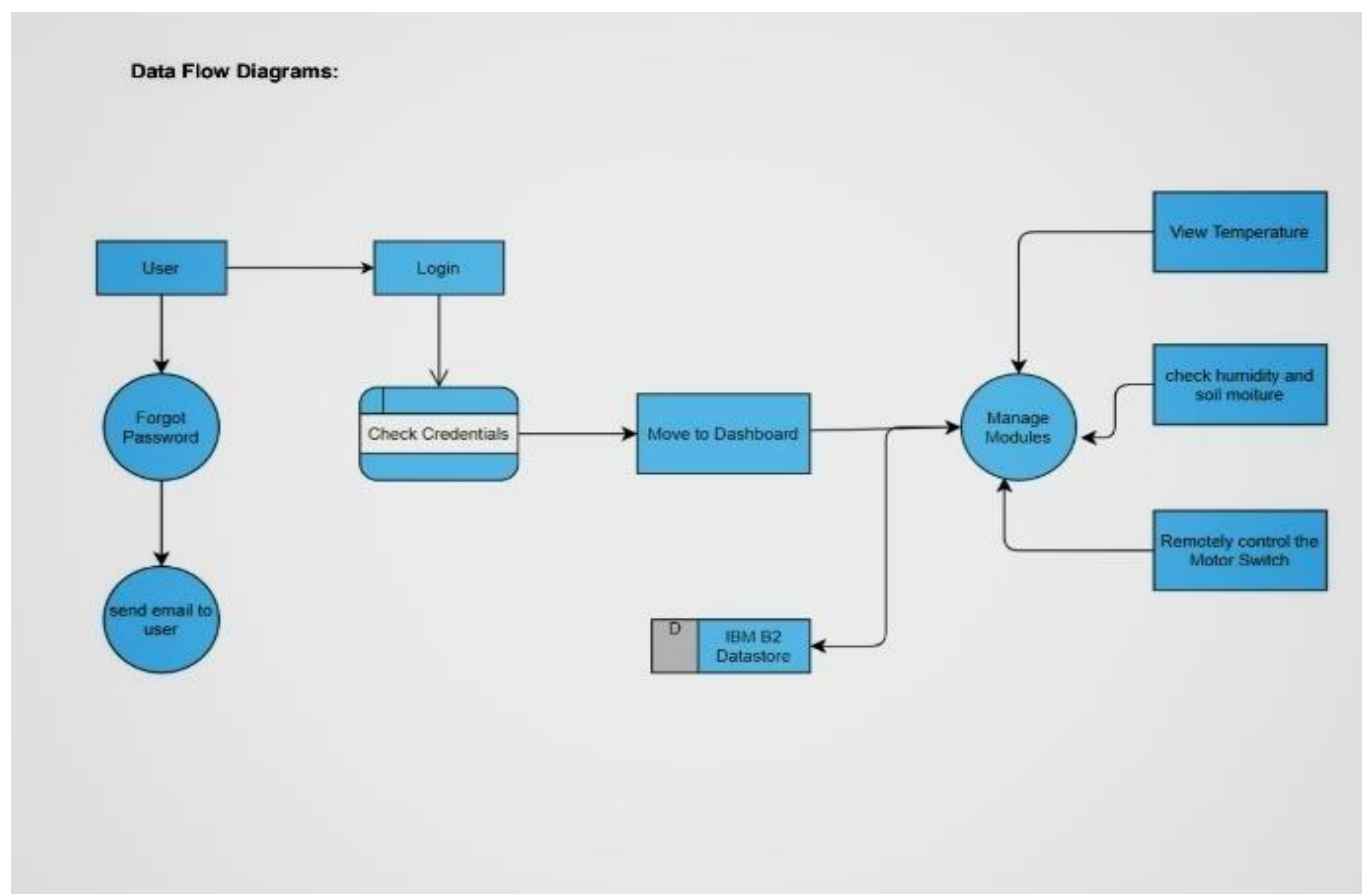 Data Flow Diagrams:
User
Login
View Temperature
check humidity and
soil moiture
Forgot
Password
Check Credentials
Move to Dashboard
Manage
Modules
Remotely control the
Motor Switch
send email to
user
D
IBM B2
Datastore